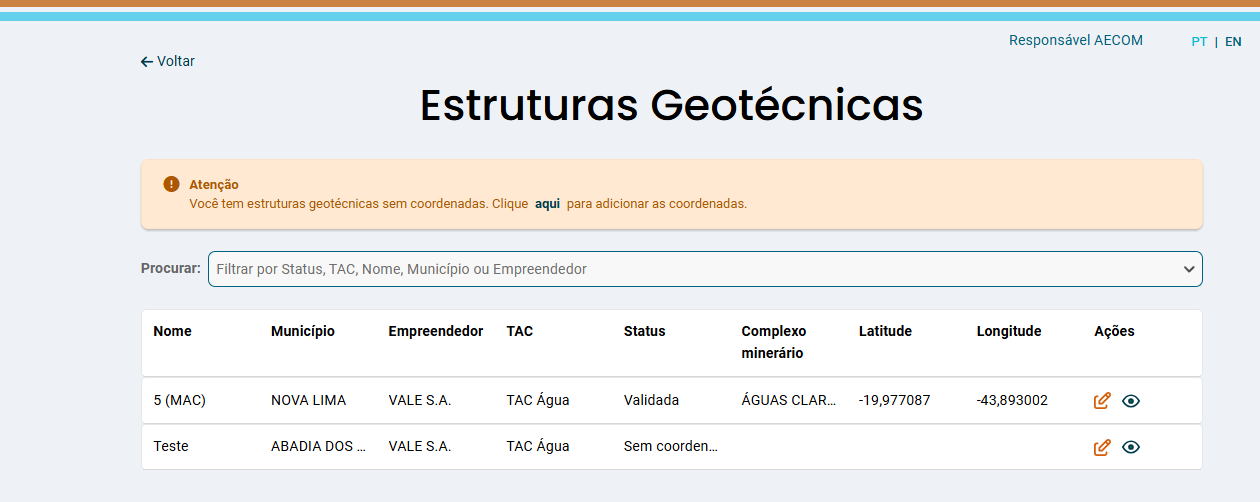 Responsável AECOM PT | EN
Voltar
Estruturas Geotécnicas
Atenção
Você tem estruturas geotécnicas sem coordenadas. Clique aqui para adicionar as coordenadas.
Procurar: Filtrar por Status, TAC, Nome, Município ou Empreendedor
Nome Município Empreendedor TAC Status Complexo minerário Latitude Longitude Ações
5 (MAC) NOVA LIMA VALE S.A. TAC Água Validada ÁGUAS CLAR... -19,977087 -43,893002
Teste ABADIA DOS ... VALE S.A. TAC Água Sem coorden...